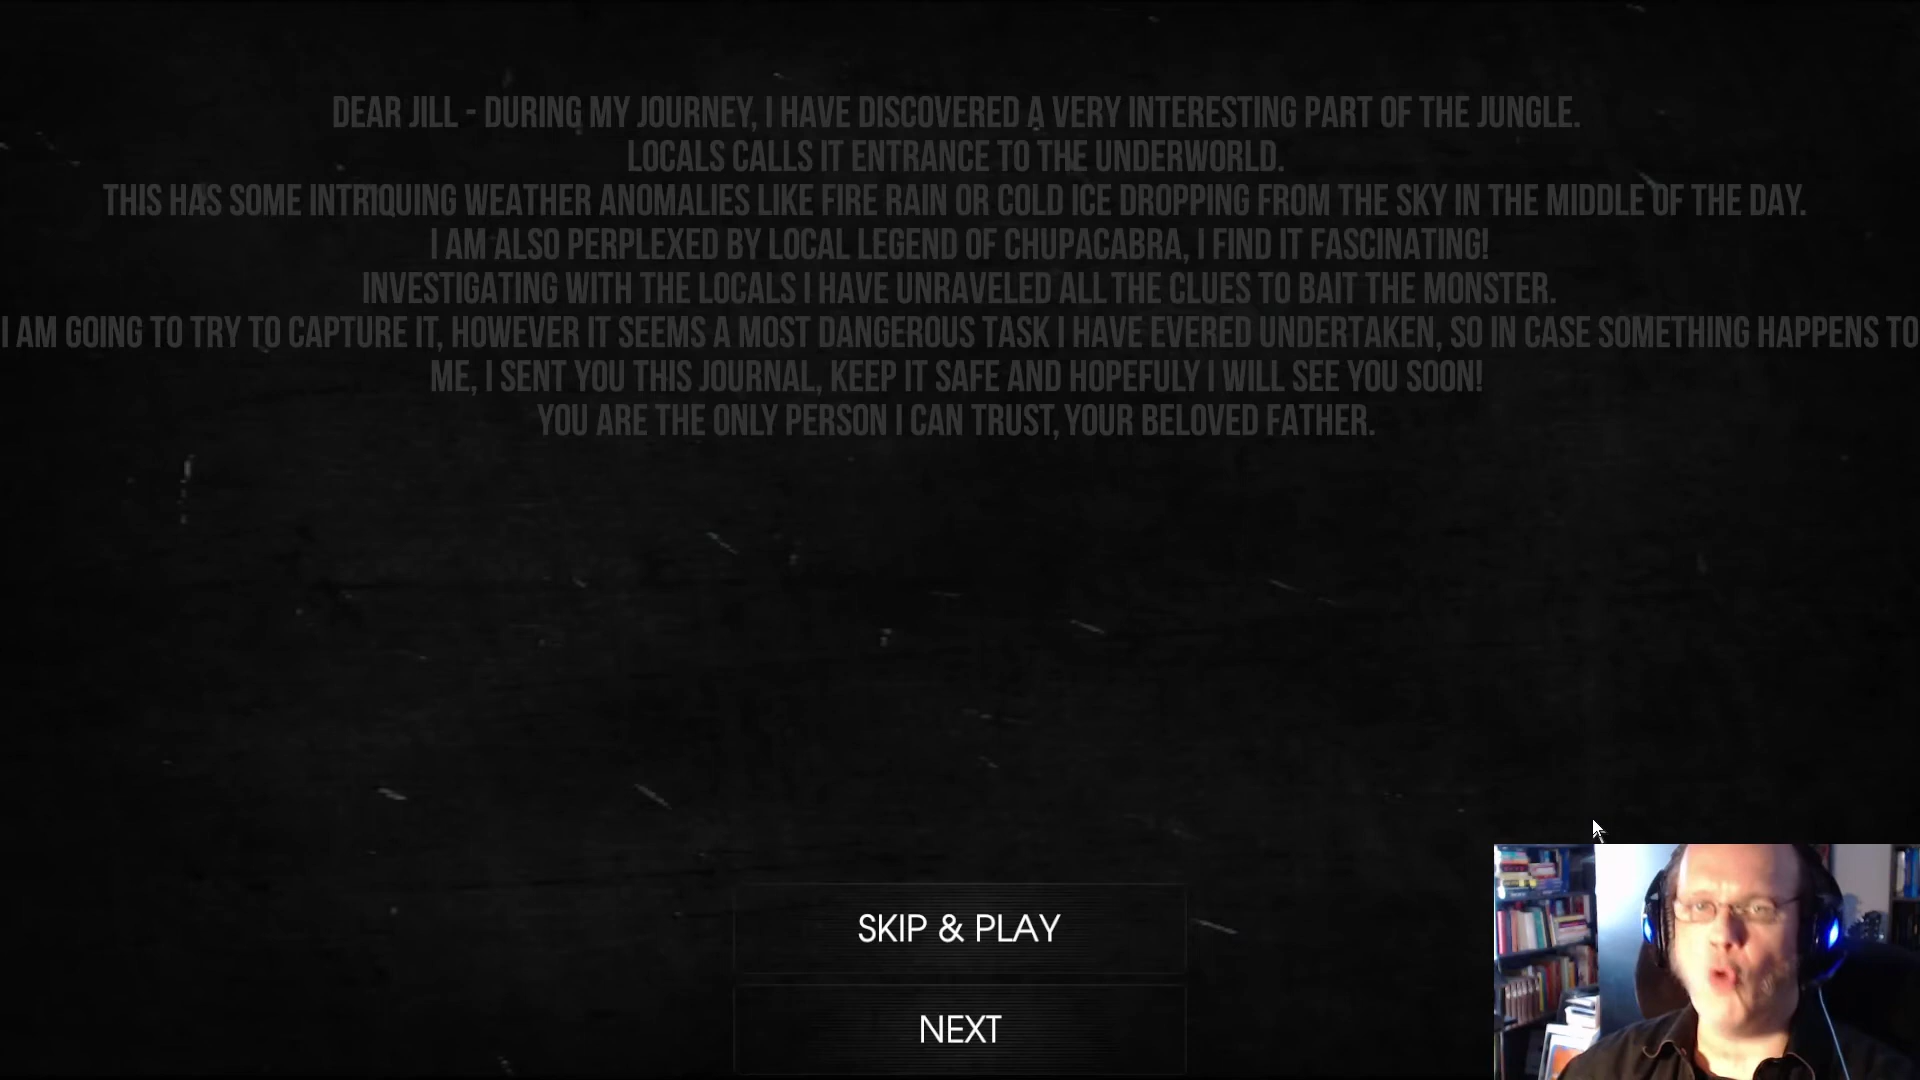 DEAR JILL - DURING MY JOURNEY, I HAVE DISCOVERED A VERY INTERESTING PART OF THE JUNGLE.
LOCALS CALLS IT ENTRANCE TO THE UNDERWORLD.
THIS HAS SOME INTRIQUING WEATHER ANOMALIES LIKE FIRE RAIN OR COLD ICE DROPPING FROM THE SKY IN THE MIDDLE OF THE DAY.
I AM ALSO PERPLEXED BY LOCAL LEGEND OF CHUPACABRA, I FIND IT FASCINATING!
INVESTIGATING WITH THE LOCALS I HAVE UNRAVELED ALL THE CLUES TO BAIT THE MONSTER.
I AM GOING TO TRY TO CAPTURE IT, HOWEVER IT SEEMS A MOST DANGEROUS TASK I HAVE EVERED UNDERTAKEN, SO IN CASE SOMETHING HAPPENS TO
ME, I SENT YOU THIS JOURNAL, KEEP IT SAFE AND HOPEFULY I WILL SEE YOU SOON!
YOU ARE THE ONLY PERSON I CAN TRUST, YOUR BELOVED FATHER.
SKIP & PLAY
NEXT